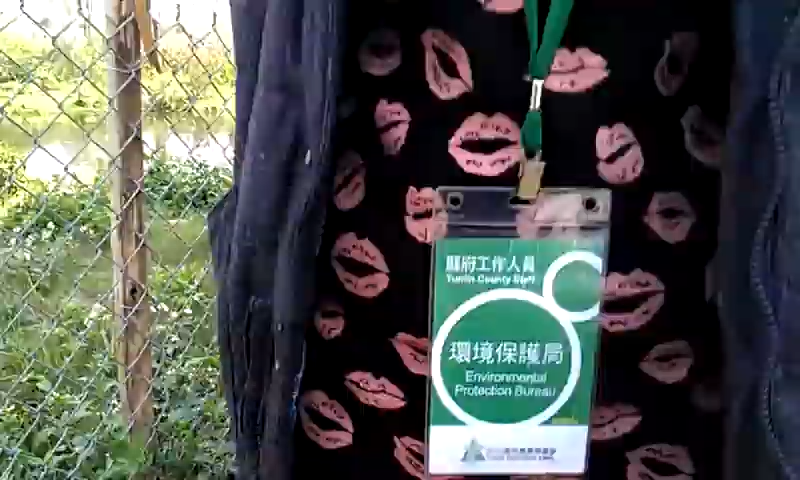 縣府工作人員
Yunlin County Staff
環境保護局
Environmental
Protection Bureau